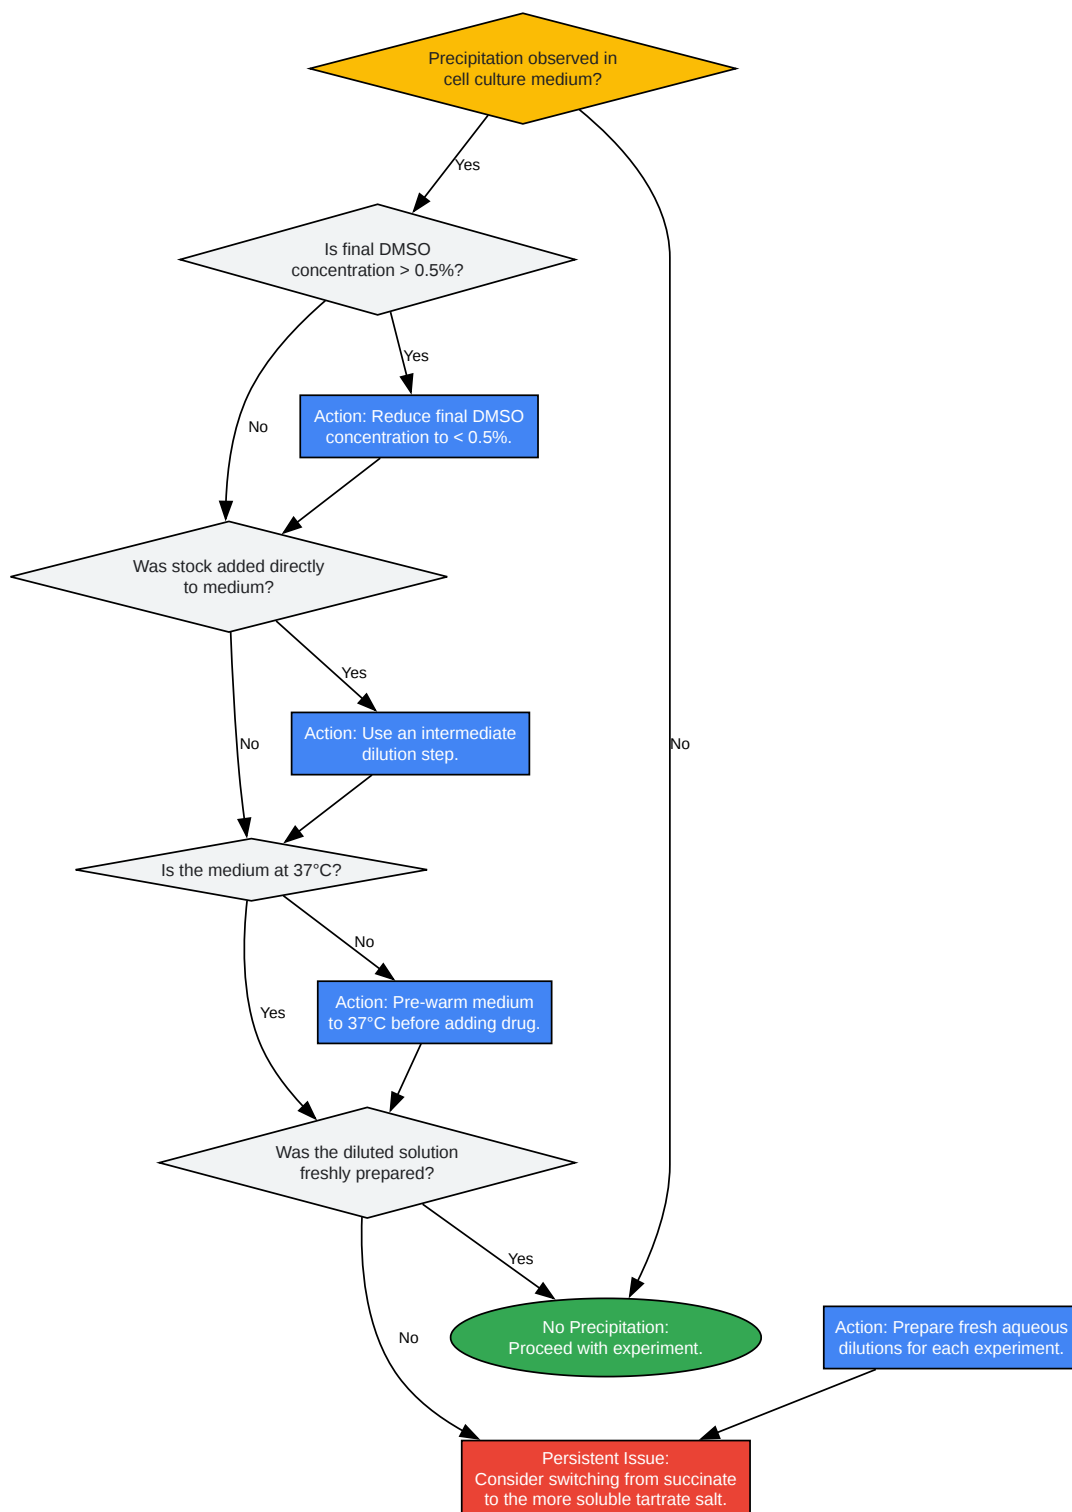 Precipitation observed in
cell culture medium?
Yes
Is final DMSO
concentration > 0.5%?
Yes
Action: Reduce final DMSO
concentration to < 0.5%.
No
Was stock added directly
to medium?
Yes
Action: Use an intermediate
dilution step.
No
No
Is the medium at 37°C?
No
Action: Pre-warm medium
to 37°C before adding drug.
Yes
Was the diluted solution
freshly prepared?
Yes
No Precipitation:
Proceed with experiment.
Action: Prepare fresh aqueous
dilutions for each experiment.
No
Persistent Issue:
Consider switching from succinate
to the more soluble tartrate salt.